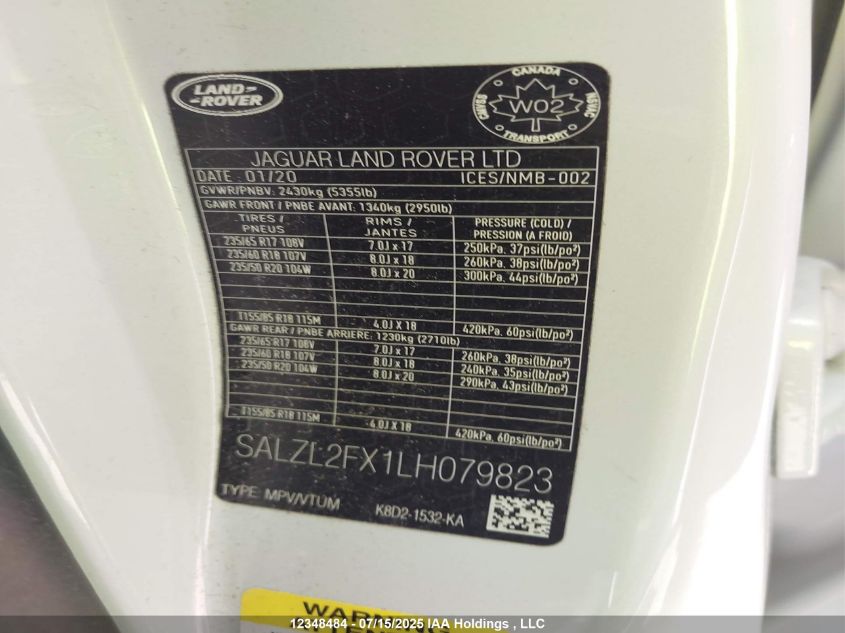 LAND-
-ROVER
CANADA
CMVSS
W02
NSVAC
TRANSPORT
JAGUAR LAND ROVER LTD
DATE : 01/20 ICES/NMB-002
GVWR/PNBV: 2430kg (5355lb)
GAWR FRONT / PNBE AVANT: 1340kg (2950lb)
TIRES / PNEUS RIMS / JANTES PRESSURE (COLD) / PRESSION (A FROID)
235/65 R17 108V 7.0J x 17 250kPa, 37psi(lb/po²)
235/60 R18 107V 8.0J x 18 260kPa, 38psi(lb/po²)
235/50 R20 104W 8.0J x 20 300kPa, 44psi(lb/po²)
T155/85 R18 115M 4.0J X 18 420kPa, 60psi(lb/po²)
GAWR REAR / PNBE ARRIERE: 1230kg (2710lb)
235/65 R17 108V 7.0J x 17 260kPa, 38psi(lb/po²)
235/60 R18 107V 8.0J x 18 240kPa, 35psi(lb/po²)
235/50 R20 104W 8.0J x 20 290kPa, 43psi(lb/po²)
T155/85 R18 115M 4.0J X 18 420kPa, 60psi(lb/po²)
SALZL2FX1LH079823
TYPE: MPV/VTUM K8D2-1532-KA
WARNING
12348484 - 07/15/2025 IAA Holdings , LLC